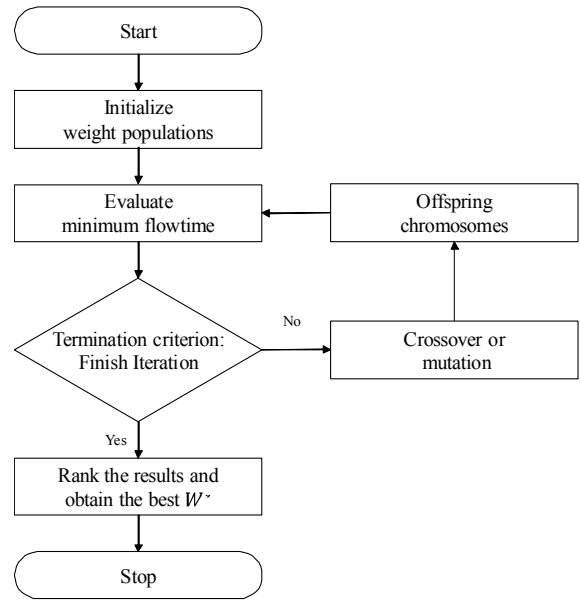 Start
Initialize
weight populations
Evaluate
minimum flowtime
Offspring
chromosomes
Termination criterion:
Finish Iteration
No
Crossover or
mutation
Yes
Rank the results and
obtain the best W*
Stop